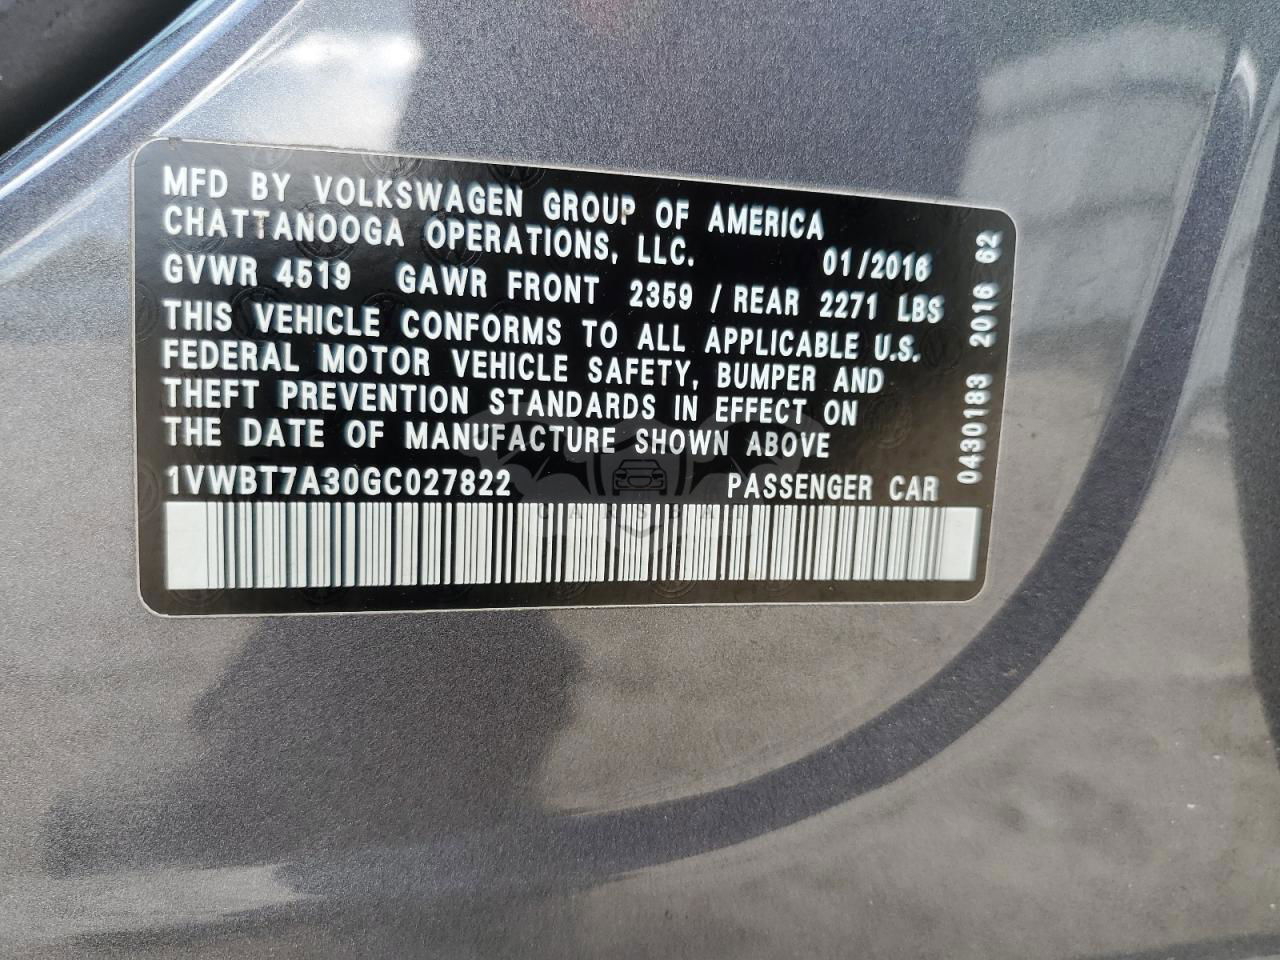 MFD BY VOLKSWAGEN GROUP OF AMERICA
CHATTANOOGA OPERATIONS, LLC. 01/2016
GVWR 4519 GAWR FRONT 2359 / REAR 2271 LBS
THIS VEHICLE CONFORMS TO ALL APPLICABLE U.S.
FEDERAL MOTOR VEHICLE SAFETY, BUMPER AND
THEFT PREVENTION STANDARDS IN EFFECT ON
THE DATE OF MANUFACTURE SHOWN ABOVE
1VWBT7A30GC027822 PASSENGER CAR
0430183 2016 62